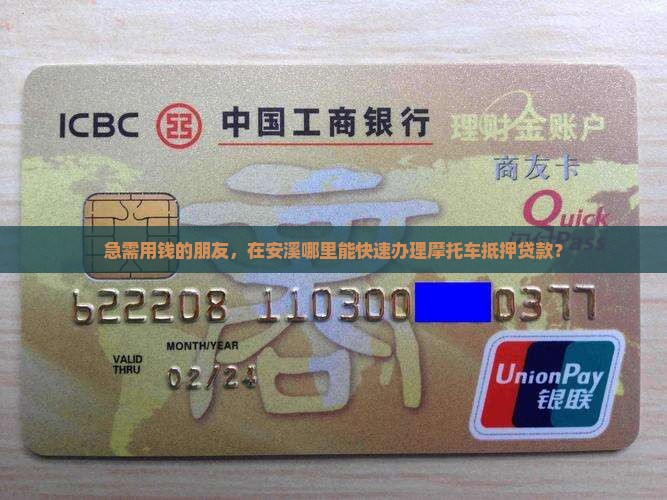 ICBC 中国工商银行 理财金账户
商友卡
Quick
Pass
急需用钱的朋友，在安溪哪里能快速办理摩托车抵押贷款？
622208 110300 0377
MONTH/YEAR
VALID
THRU
02/24
UnionPay
银联